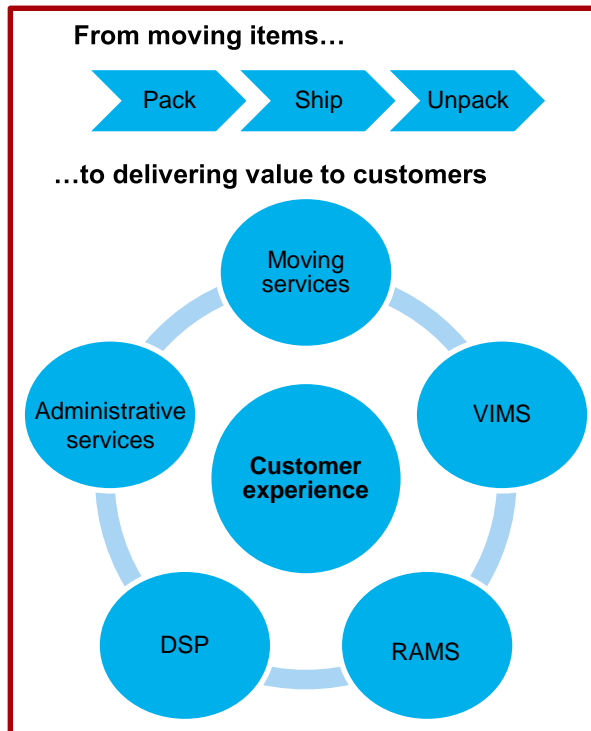 From moving items…
Pack
Ship
Unpack
…to delivering value to customers
Moving
services
Administrative
services
VIMS
Customer
experience
DSP
RAMS